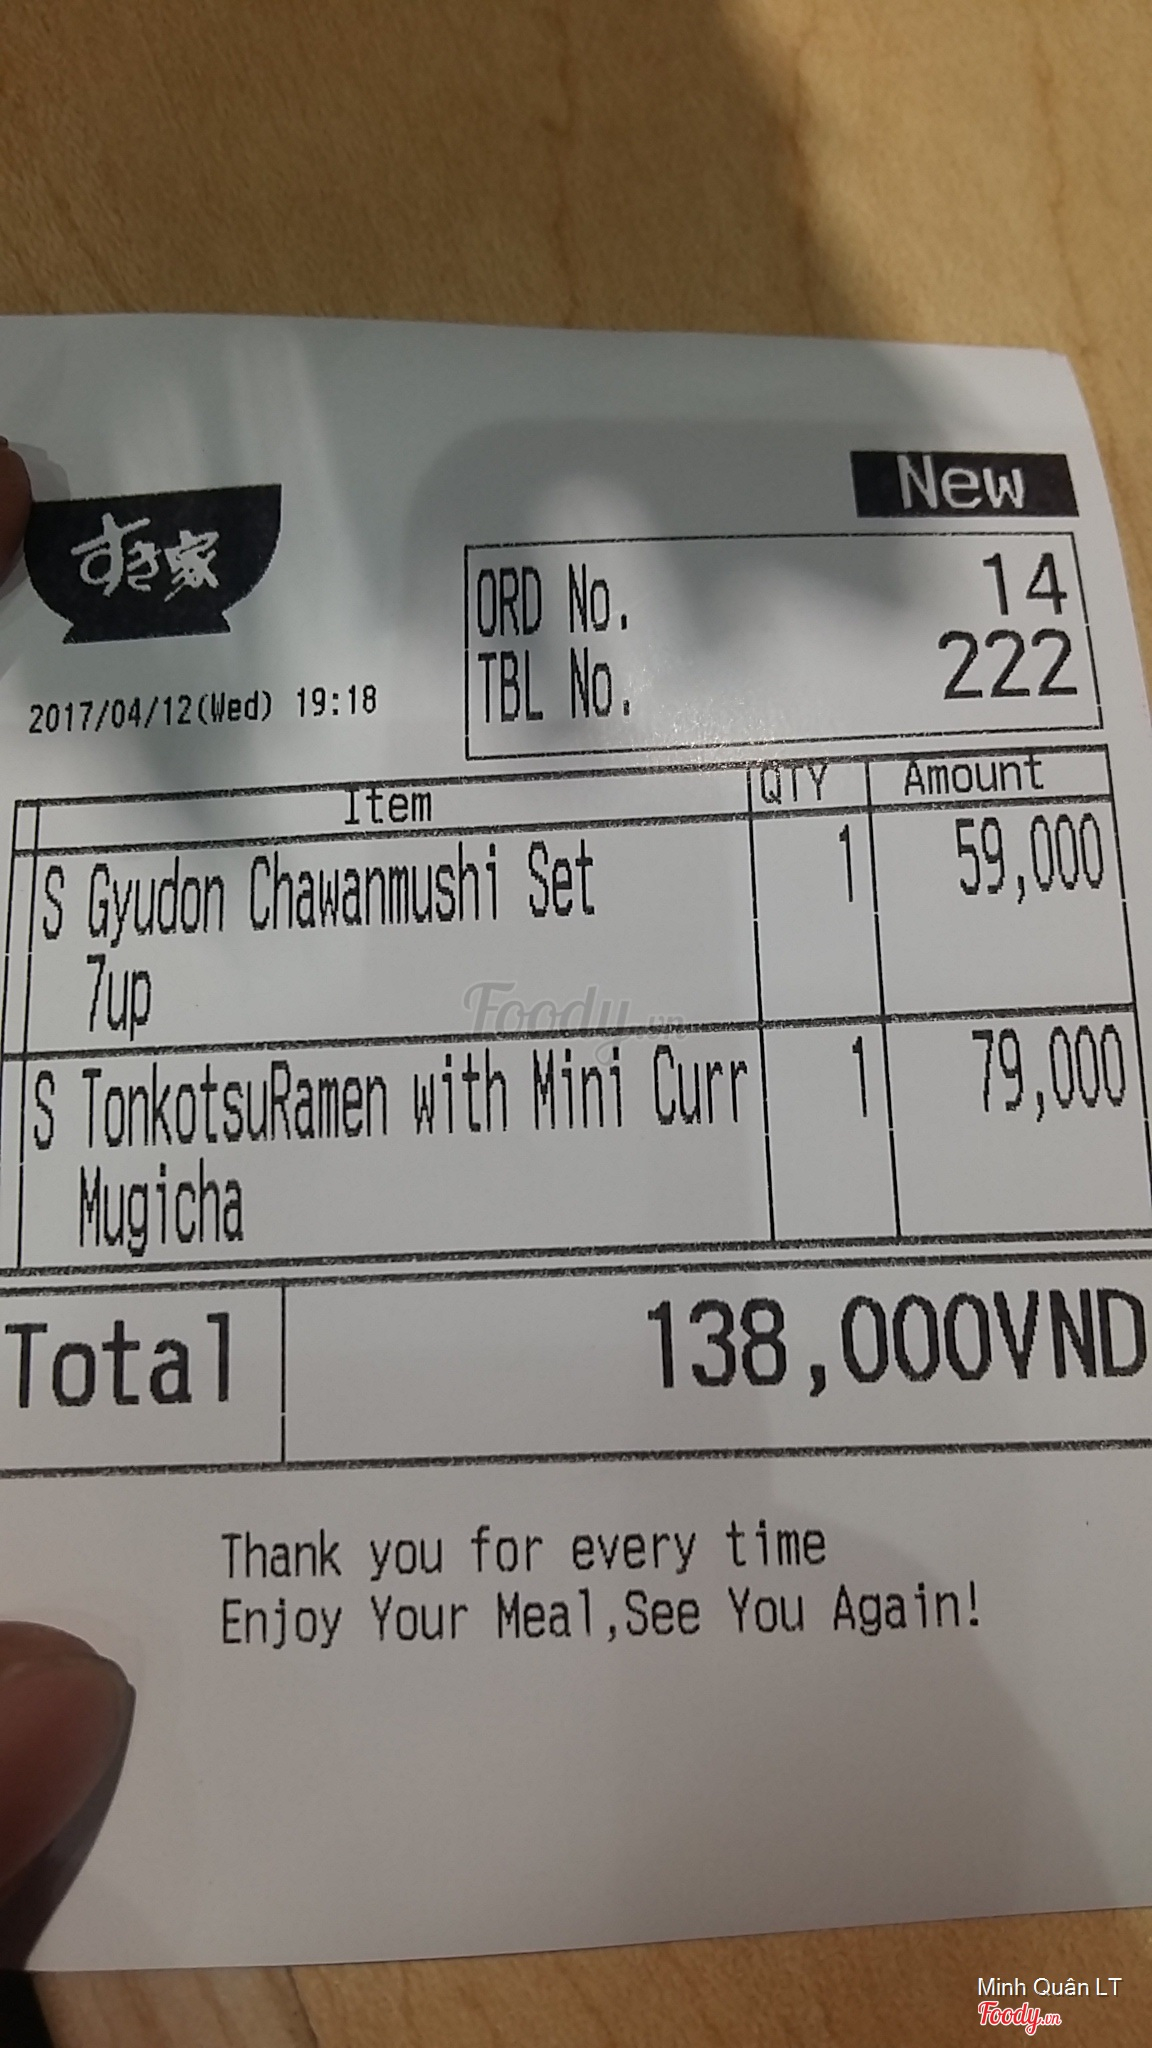 New
すき家
ORD No. 14
TBL No. 222
2017/04/12(Wed) 19:18
Item QTY Amount
S Gyudon Chawanmushi Set 1 59,000
7up
S TonkotsuRamen with Mini Curr 1 79,000
Mugicha
Total 138,000VND
Thank you for every time
Enjoy Your Meal,See You Again!
Foody.vn
Minh Quân LT
Foody.vn